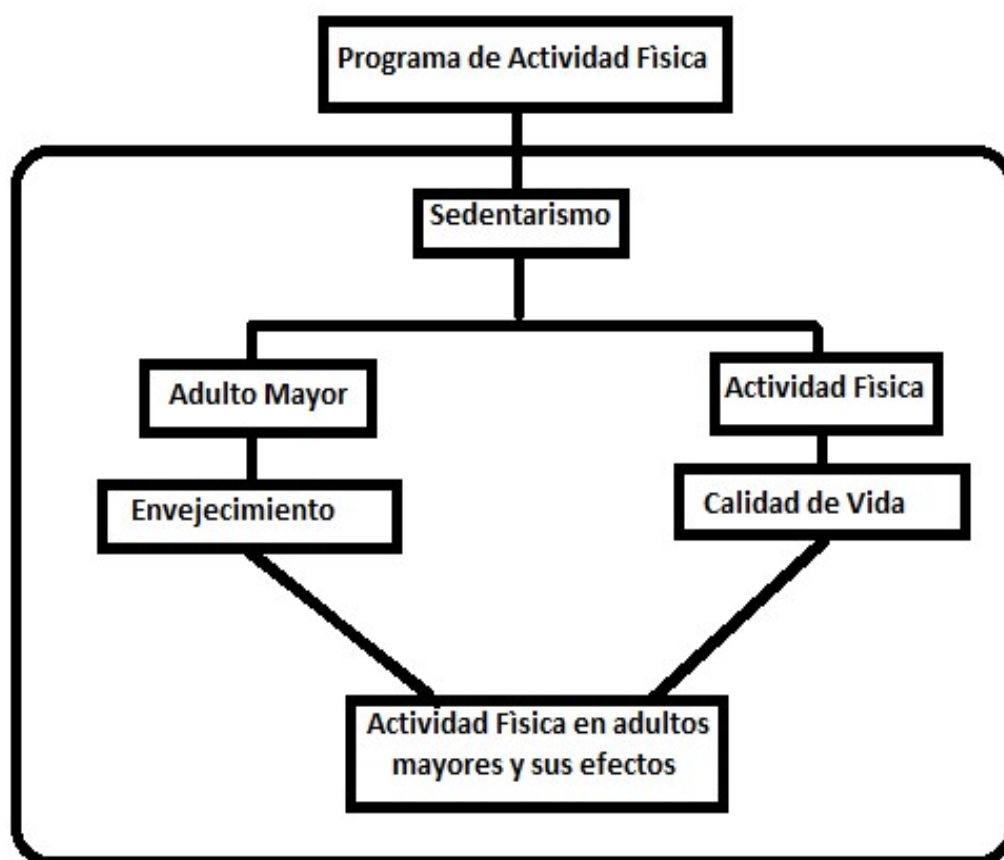 Programa de Actividad Fìsica
Sedentarismo
Adulto Mayor
Actividad Fìsica
Envejecimiento
Calidad de Vida
Actividad Fìsica en adultos
mayores y sus efectos